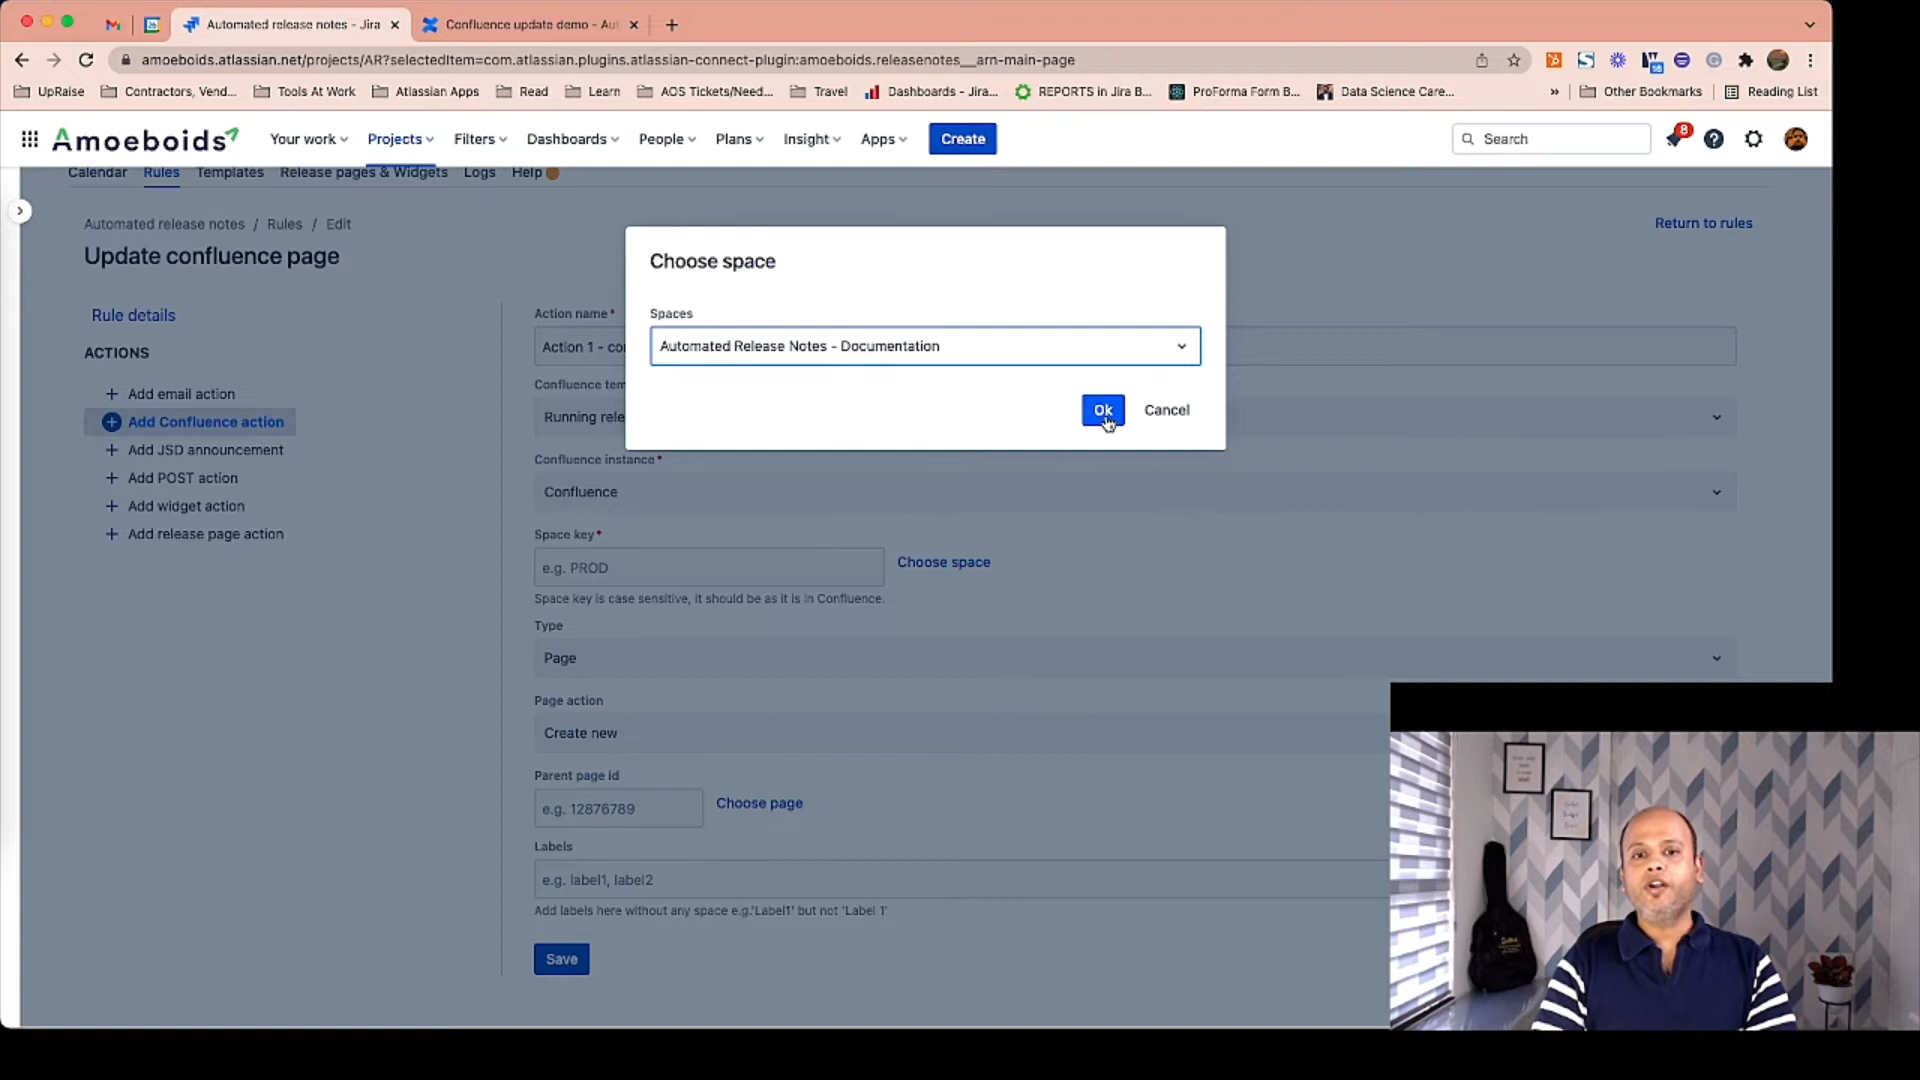 Automated release notes - Jira
Confluence update demo - Aut
amoeboids.atlassian.net/projects/AR?selectedItem=com.atlassian.plugins.atlassian-connect-plugin:amoeboids.releasenotes__arn-main-page
UpRaise
Contractors, Vend...
Tools At Work
Atlassian Apps
Read
Learn
AOS Tickets/Need...
Travel
Dashboards - Jira...
REPORTS in Jira B...
ProForma Form B...
Data Science Care...
»
Other Bookmarks
Reading List
Amoeboids
Your work
Projects
Filters
Dashboards
People
Plans
Insight
Apps
Create
Search
8
Calendar
Rules
Templates
Release pages & Widgets
Logs
Help
Automated release notes / Rules / Edit
Return to rules
Update confluence page
Rule details
ACTIONS
Add email action
Add Confluence action
Add JSD announcement
Add POST action
Add widget action
Add release page action
Choose space
Spaces
Automated Release Notes - Documentation
Ok
Cancel
Action name*
Action 1 - co
Confluence tem
Running rele
Confluence instance*
Confluence
Space key*
e.g. PROD
Choose space
Space key is case sensitive, it should be as it is in Confluence.
Type
Page
Page action
Create new
Parent page id
e.g. 12876789
Choose page
Labels
e.g. label1, label2
Add labels here without any space e.g.'Label1' but not 'Label 1'
Save